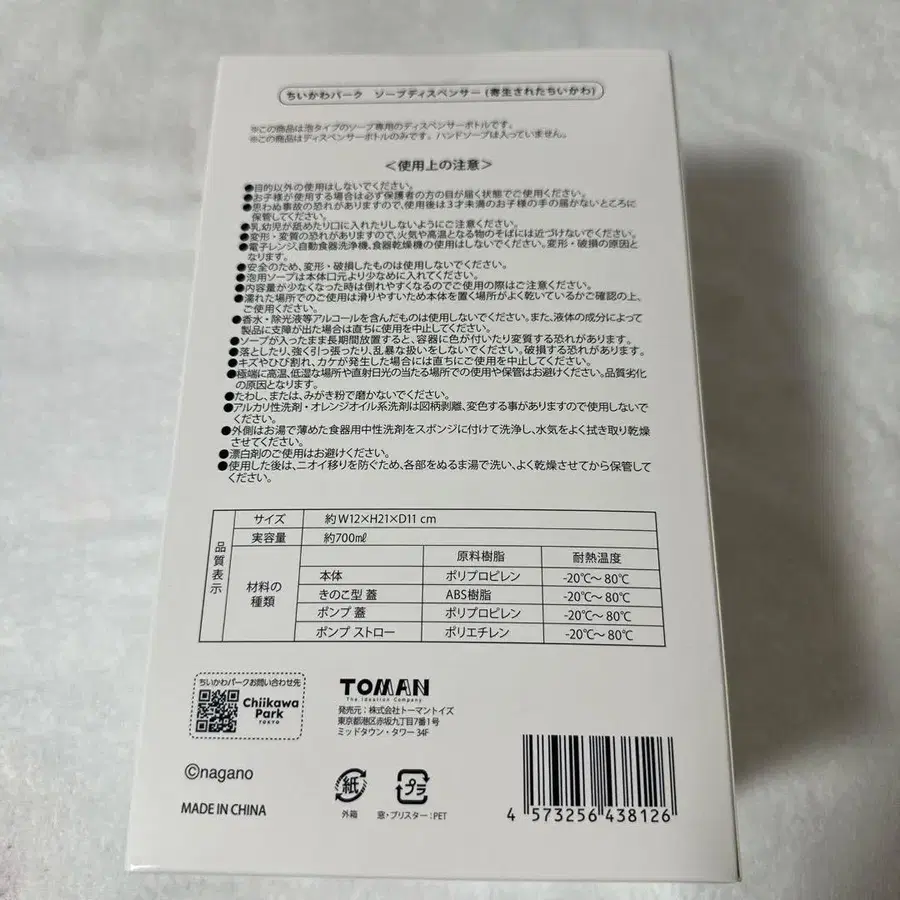 ちいかわパーク ソープディスペンサー(寄生されたちいかわ)
※この商品は泡タイプのソープ専用のディスペンサーボトルです。
※この商品はディスペンサーボトルのみです。ハンドソープは入っていません。
<使用上の注意>
●目的以外の使用はしないでください。
●お子様が使用する場合は必ず保護者の方の目が届く状態でご使用ください。
●思わぬ事故の恐れがありますので、使用後は3才未満のお子様の手の届かないところに
保管してください。
●乳幼児が舐めたり口に入れたりしないようにご注意ください。
●変形・変質の恐れがありますので、火気や高温となる物のそばには近づけないでください。
●電子レンジ、自動食器洗浄機、食器乾燥機の使用はしないでください。変形・破損の原因と
なります。
●安全のため、変形・破損したものは使用しないでください。
●泡用ソープは本体口元より少なめに入れてください。
●内容量が少なくなった時は倒れやすくなるのでご使用の際はご注意ください。
●濡れた場所でのご使用は滑りやすいため本体を置く場所がよく乾いているかご確認の上、
ご使用ください。
●香水・除光液等アルコールを含んだものは使用しないでください。また、液体の成分によって
製品に支障が出た場合は直ちに使用を中止してください。
●ソープが入ったまま長期間放置すると、容器に色が付いたり変質する恐れがあります。
●落としたり、強く引っ張ったり、乱暴な扱いをしないでください。破損する恐れがあります。
●キズやひび割れ、カケが発生した場合には直ちにご使用を中止してください。
●極端に高温、低湿な場所や直射日光の当たる場所での使用や保管はお避けください。品質劣化
の原因となります。
●たわし、または、みがき粉で磨かないでください。
●アルカリ性洗剤・オレンジオイル系洗剤は図柄剥離、変色する事がありますので使用しないで
ください。
●外側はお湯で薄めた食器用中性洗剤をスポンジに付けて洗浄し、水気をよく拭き取り乾燥
させてください。
●漂白剤のご使用はお避けください。
●使用した後は、ニオイ移りを防ぐため、各部をぬるま湯で洗い、よく乾燥させてから保管して
ください。
品質表示
サイズ 約W12×H21×D11 cm
実容量 約700㎖
材料の種類 原料樹脂 耐熱温度
本体 ポリプロピレン -20℃〜80℃
きのこ型 蓋 ABS樹脂 -20℃〜80℃
ポンプ 蓋 ポリプロピレン -20℃〜80℃
ポンプ ストロー ポリエチレン -20℃〜80℃
ちいかわパークお問い合わせ先
Chiikawa
Park
TOKYO
TOMAN
The Ideation Company
発売元:株式会社トーマントイズ
東京都港区赤坂九丁目7番1号
ミッドタウン・タワー 34F
©nagano
MADE IN CHINA
紙
外箱
プラ
窓・ブリスター:PET
4 573256 438126